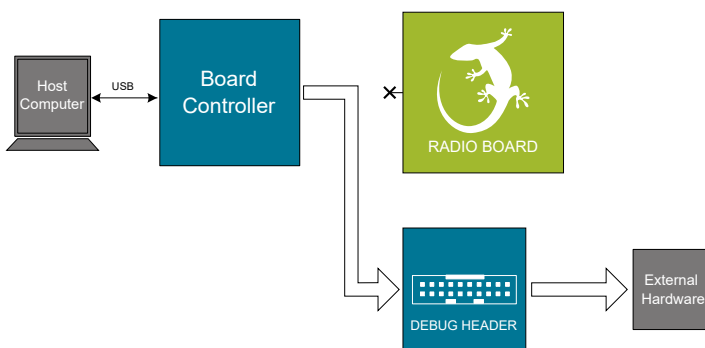 Host
Computer
USB
Board
Controller
RADIO BOARD
DEBUG HEADER
External
Hardware